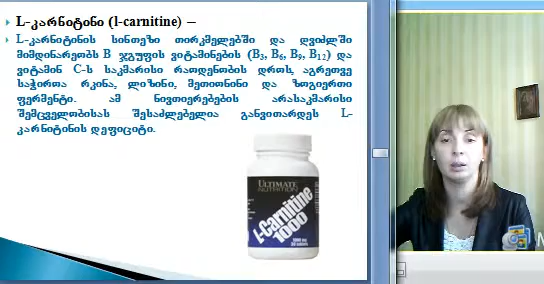 L-კარნიტინი (l-carnitine) –
L-კარნიტინის სინთეზი თირკმელებში და ღვიძლში
მიმდინარეობს B ჯგუფის ვიტამინების (B3, B6, B9, B12) და
ვიტამინ C-ს საკმარისი რაოდენობის დროს, აგრეთვე
საჭიროა რკინა, ლიზინი, მეთიონინი და ზოგიერთი
ფერმენტი. ამ ნივთიერებების არასაკმარისი
შემცველობისას შესაძლებელია განვითარდეს L-
კარნიტინის დეფიციტი.
ULTIMATE
NUTRITION
L-Carnitine
1000